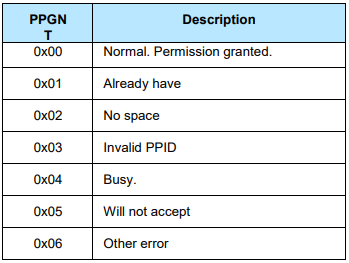 PPGN Description
T
0x00 Normal. Permission granted.
0x01 Already have
0x02 No space
0x03 Invalid PPID
0x04 Busy.
0x05 Will not accept
0x06 Other error